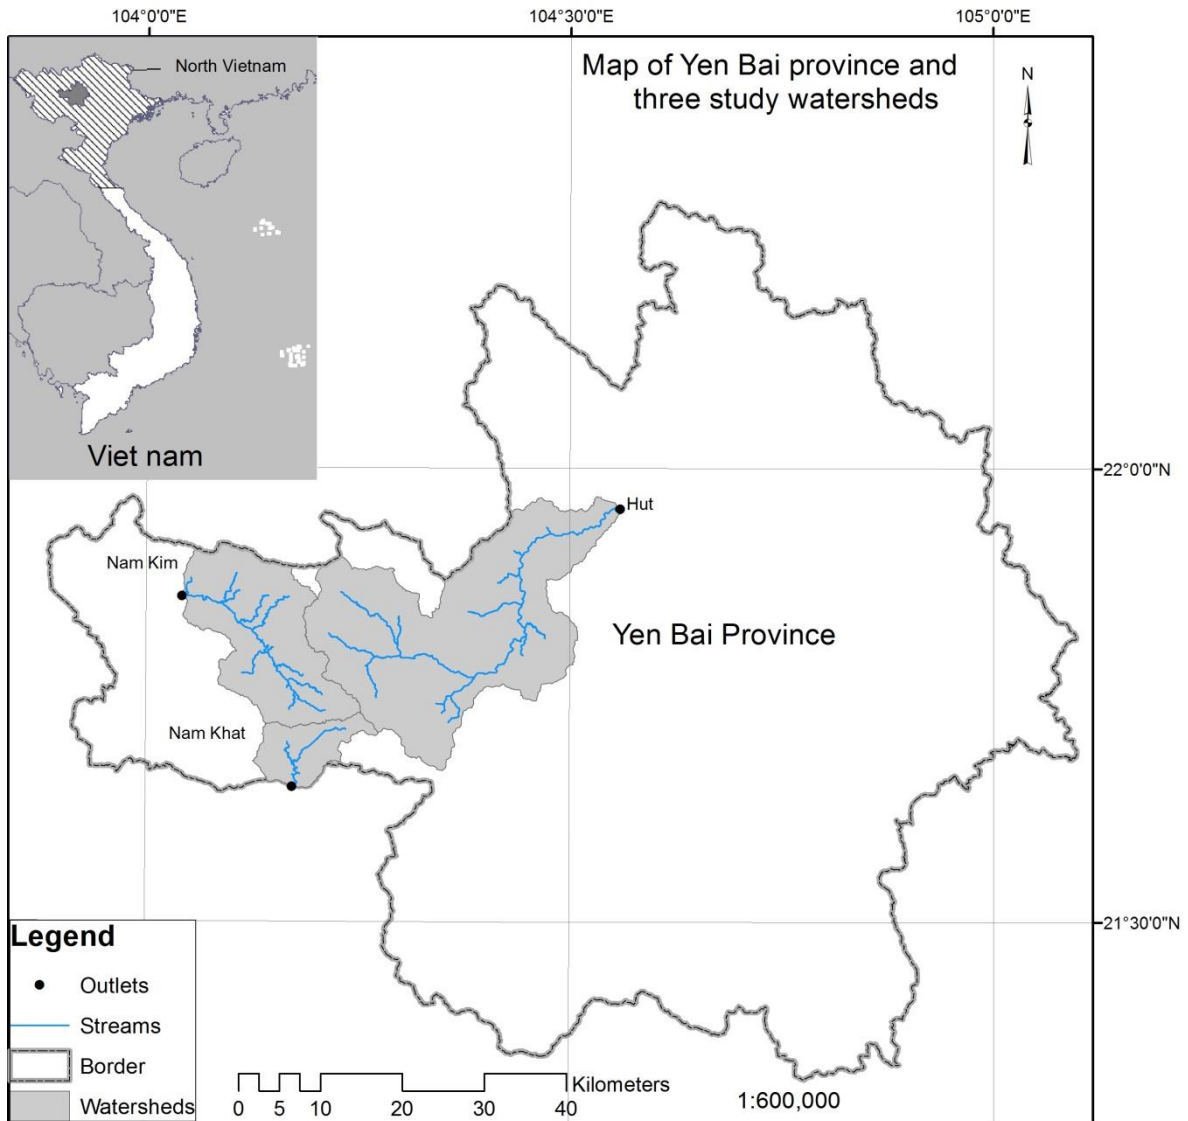 104°0'0"E
104°30'0"E
105°0'0"E
North Vietnam
Map of Yen Bai province and
three study watersheds
N
Viet nam
22°0'0"N
Hut
Nam Kim
Yen Bai Province
Nam Khat
21°30'0"N
Legend
Outlets
Streams
Border
Watersheds
Kilometers
0 5 10 20 30 40
1:600,000